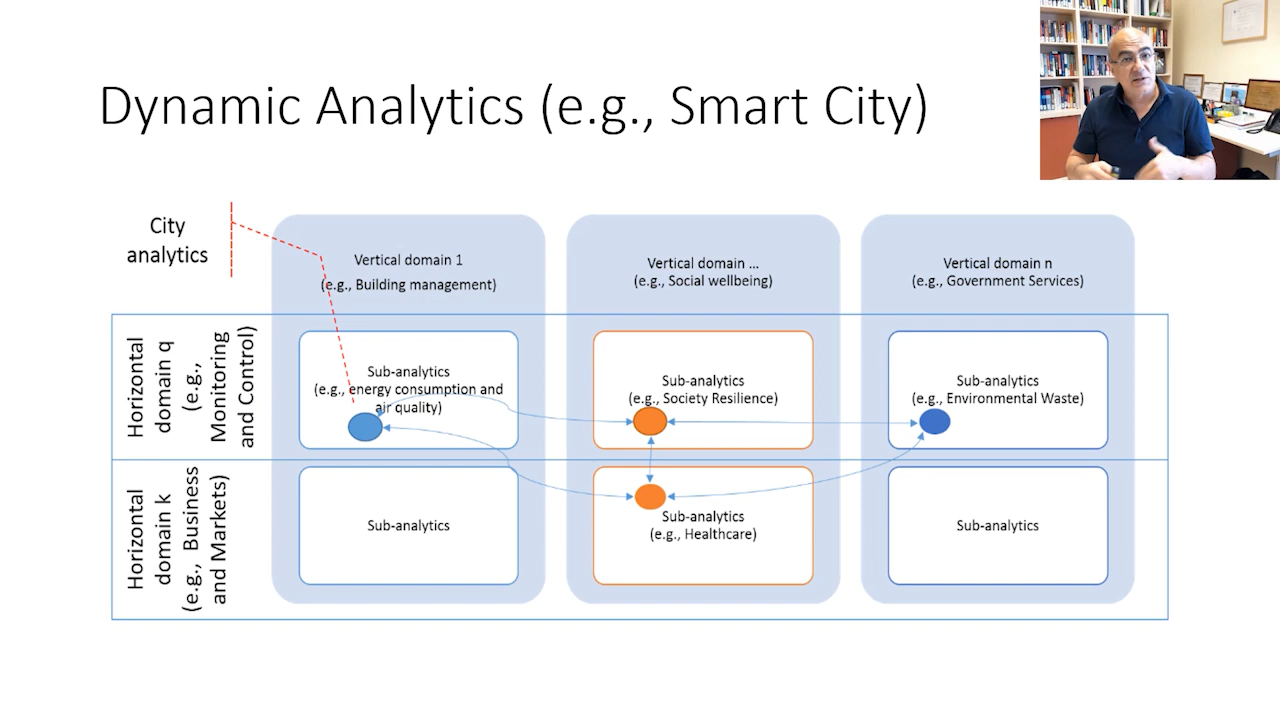 Dynamic Analytics (e.g., Smart City)
City
analytics
Vertical domain 1
(e.g., Building management)
Vertical domain ...
(e.g., Social wellbeing)
Vertical domain n
(e.g., Government Services)
Horizontal
domain q
(e.g.,
Monitoring
and Control)
Sub-analytics
(e.g., energy consumption and
air quality)
Sub-analytics
(e.g., Society Resilience)
Sub-analytics
(e.g., Environmental Waste)
Horizontal
domain k
(e.g., Business
and Markets)
Sub-analytics
Sub-analytics
(e.g., Healthcare)
Sub-analytics